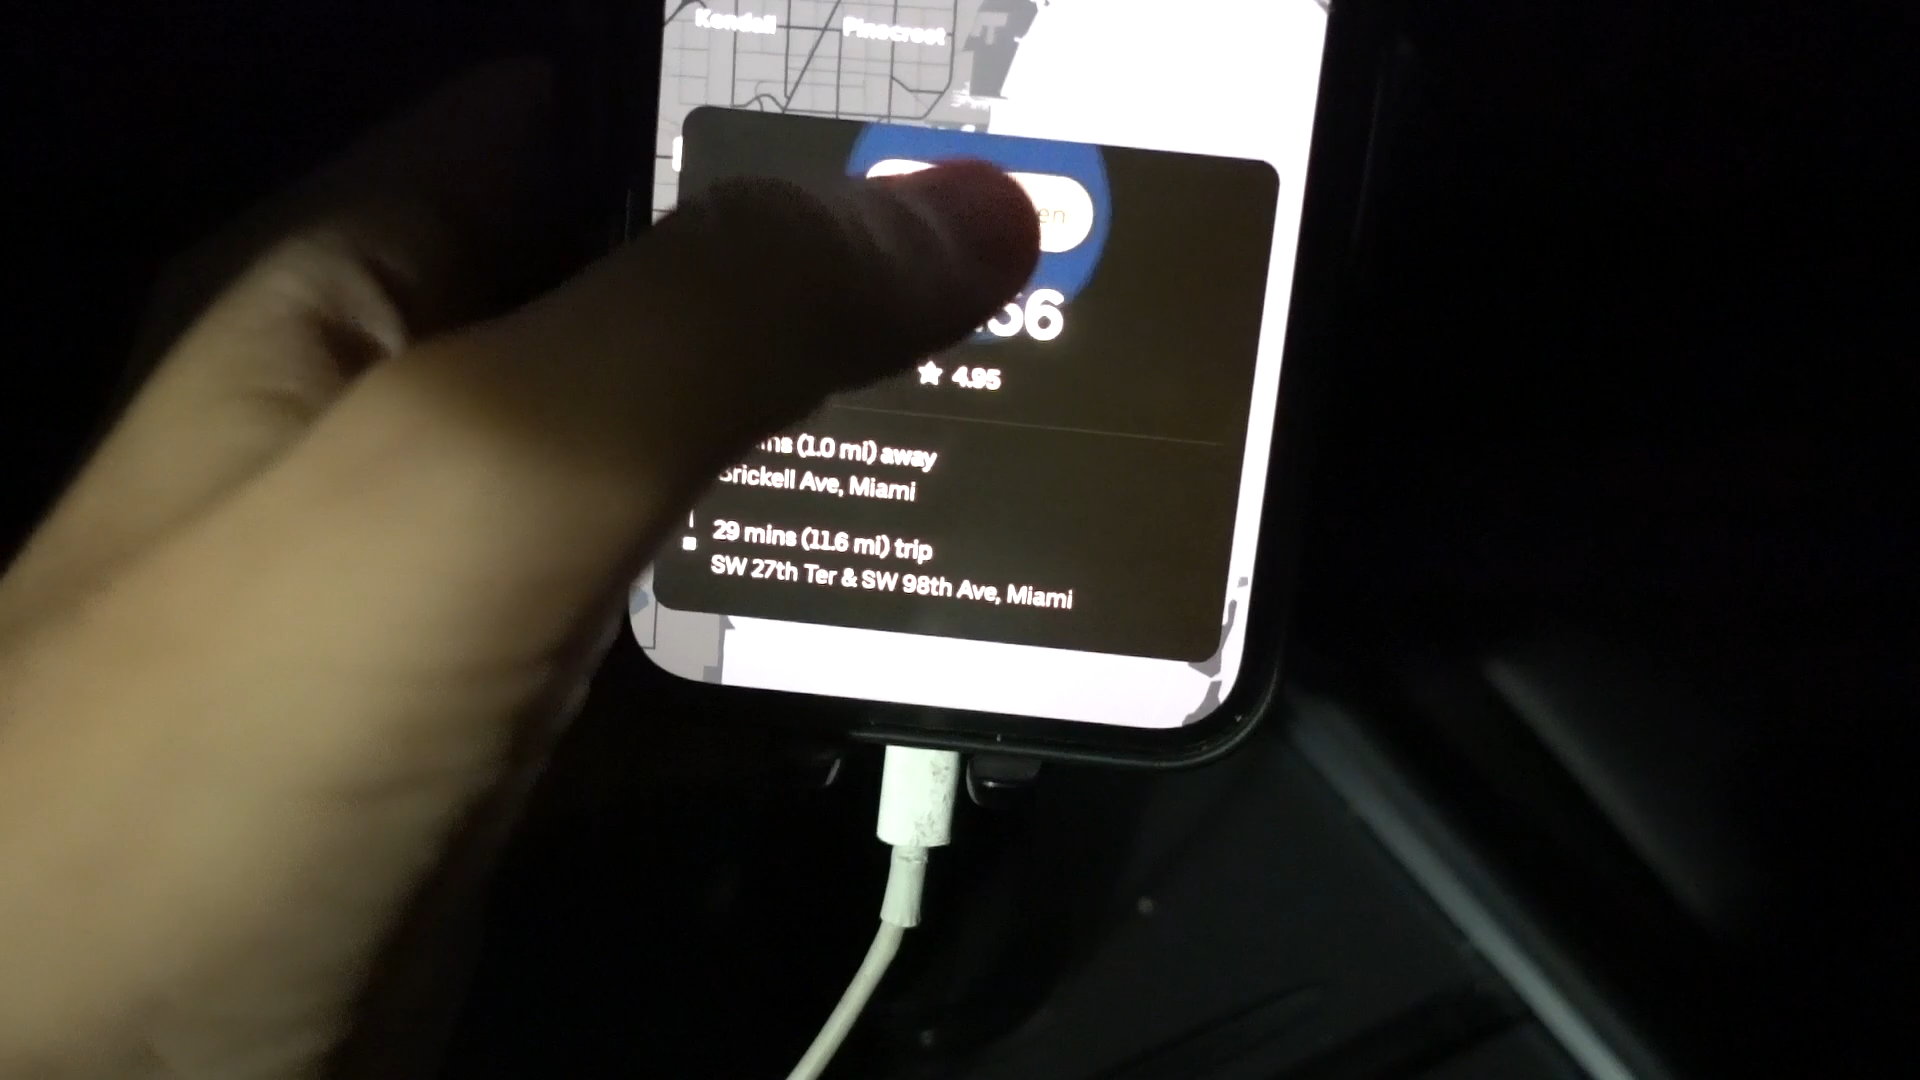 Kendall
Pinecrest
4.95
(1.0 mi) away
Brickell Ave, Miami
29 mins (11.6 mi) trip
SW 27th Ter & SW 98th Ave, Miami